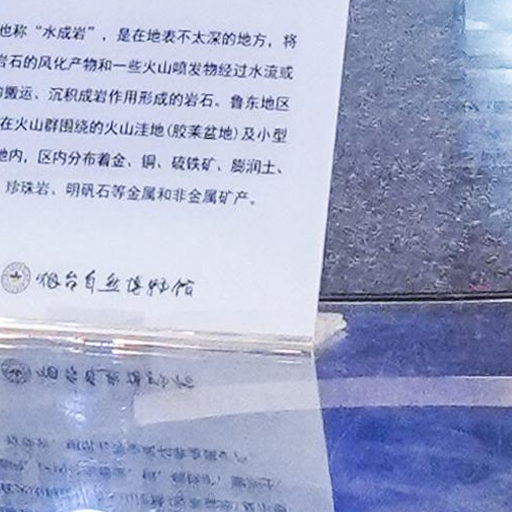 也称“水成岩”，是在地表不太深的地方，将
岩石的风化产物和一些火山喷发物经过水流或
的搬运、沉积成岩作用形成的岩石。鲁东地区
在火山群围绕的火山洼地(胶莱盆地)及小型
地内，区内分布着金、铜、硫铁矿、膨润土、
珍珠岩、明矾石等金属和非金属矿产。
烟台自然博物馆